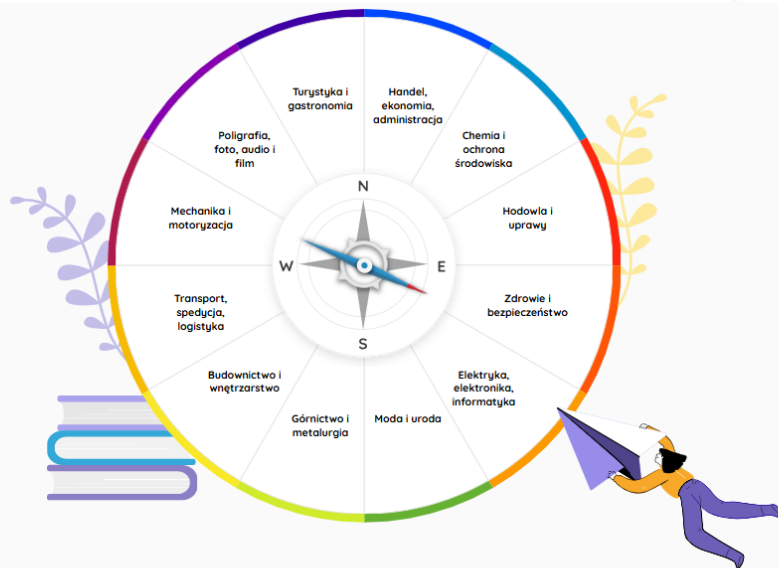 Turystyka i
gastronomia
Handel,
ekonomia,
administracja
Poligrafia,
foto, audio i
film
Chemia i
ochrona
środowiska
Mechanika i
motoryzacja
N
Hodowla i
uprawy
W
E
Transport,
spedycja,
logistyka
Zdrowie i
bezpieczeństwo
S
Budownictwo i
wnętrzarstwo
Elektryka,
elektronika,
informatyka
Górnictwo i
metalurgia
Moda i uroda